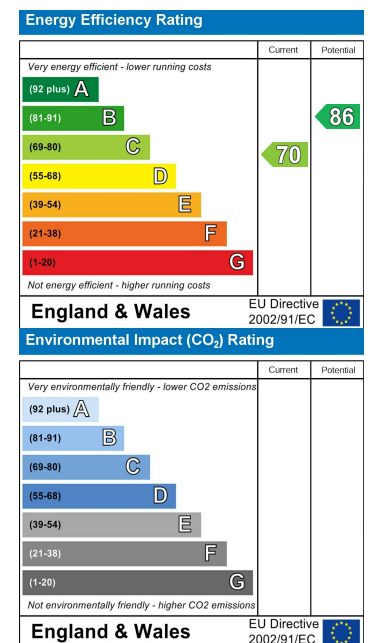 Energy Efficiency Rating
Current Potential
Very energy efficient - lower running costs
(92 plus) A
(81-91) B
(69-80) C
(55-68) D
(39-54) E
(21-38) F
(1-20) G
86
70
Not energy efficient - higher running costs
England & Wales
EU Directive
2002/91/EC
Environmental Impact (CO₂) Rating
Current Potential
Very environmentally friendly - lower CO2 emissions
(92 plus) A
(81-91) B
(69-80) C
(55-68) D
(39-54) E
(21-38) F
(1-20) G
Not environmentally friendly - higher CO2 emissions
England & Wales
EU Directive
2002/91/EC